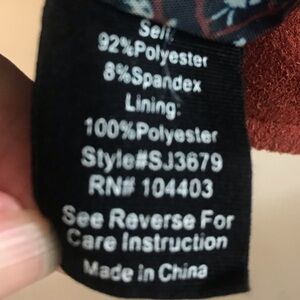 Self:
92%Polyester
8%Spandex
Lining:
100%Polyester
Style#SJ3679
RN# 104403
See Reverse For
Care Instruction
Made In China